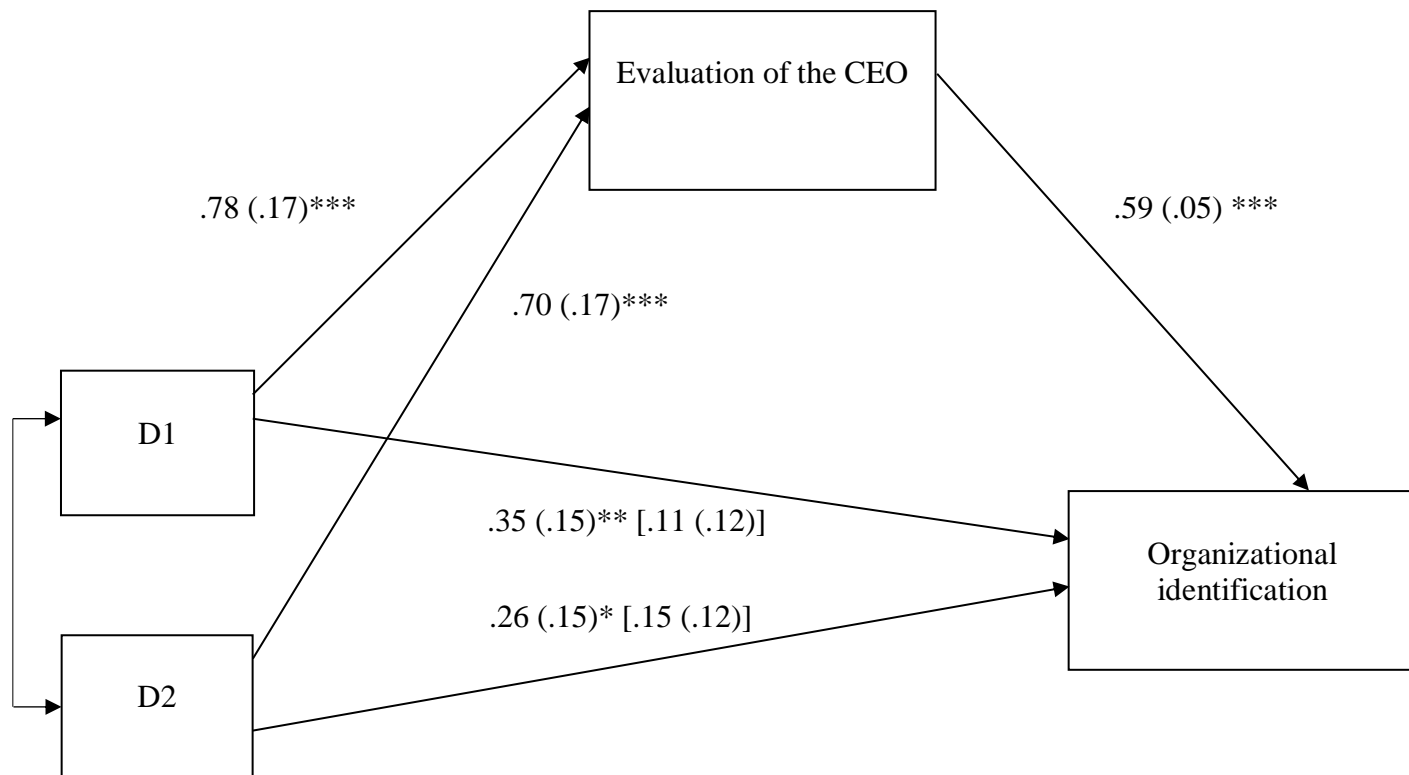 Evaluation of the CEO
.78 (.17)***
.59 (.05) ***
.70 (.17)***
D1
.35 (.15)** [.11 (.12)]
Organizational
identification
.26 (.15)* [.15 (.12)]
D2